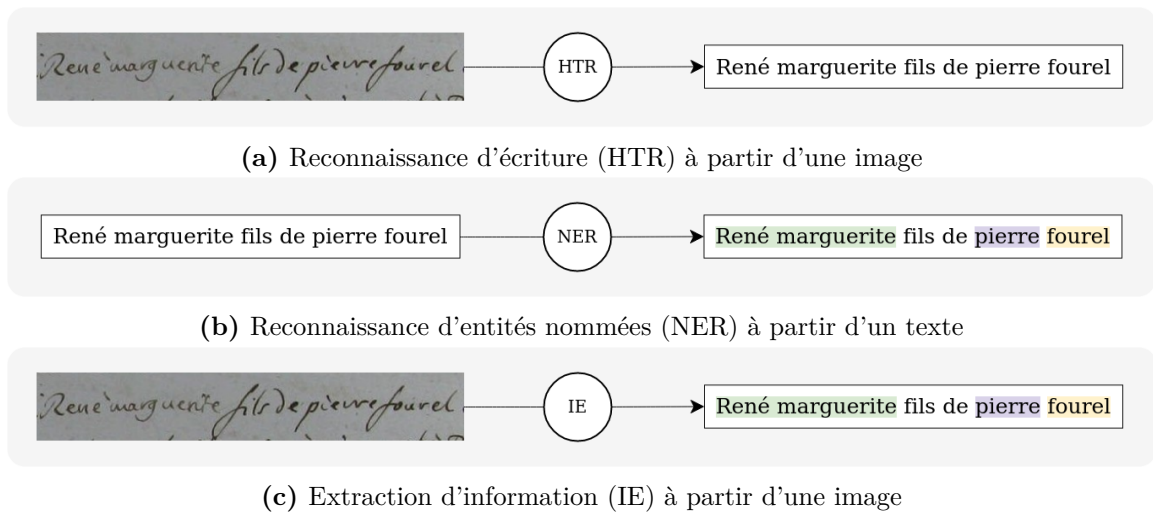 René marguerite fils de pierre fourel
HTR
René marguerite fils de pierre fourel
(a) Reconnaissance d'écriture (HTR) à partir d'une image
René marguerite fils de pierre fourel
NER
René marguerite fils de pierre fourel
(b) Reconnaissance d'entités nommées (NER) à partir d'un texte
René marguerite fils de pierre fourel
IE
René marguerite fils de pierre fourel
(c) Extraction d'information (IE) à partir d'une image